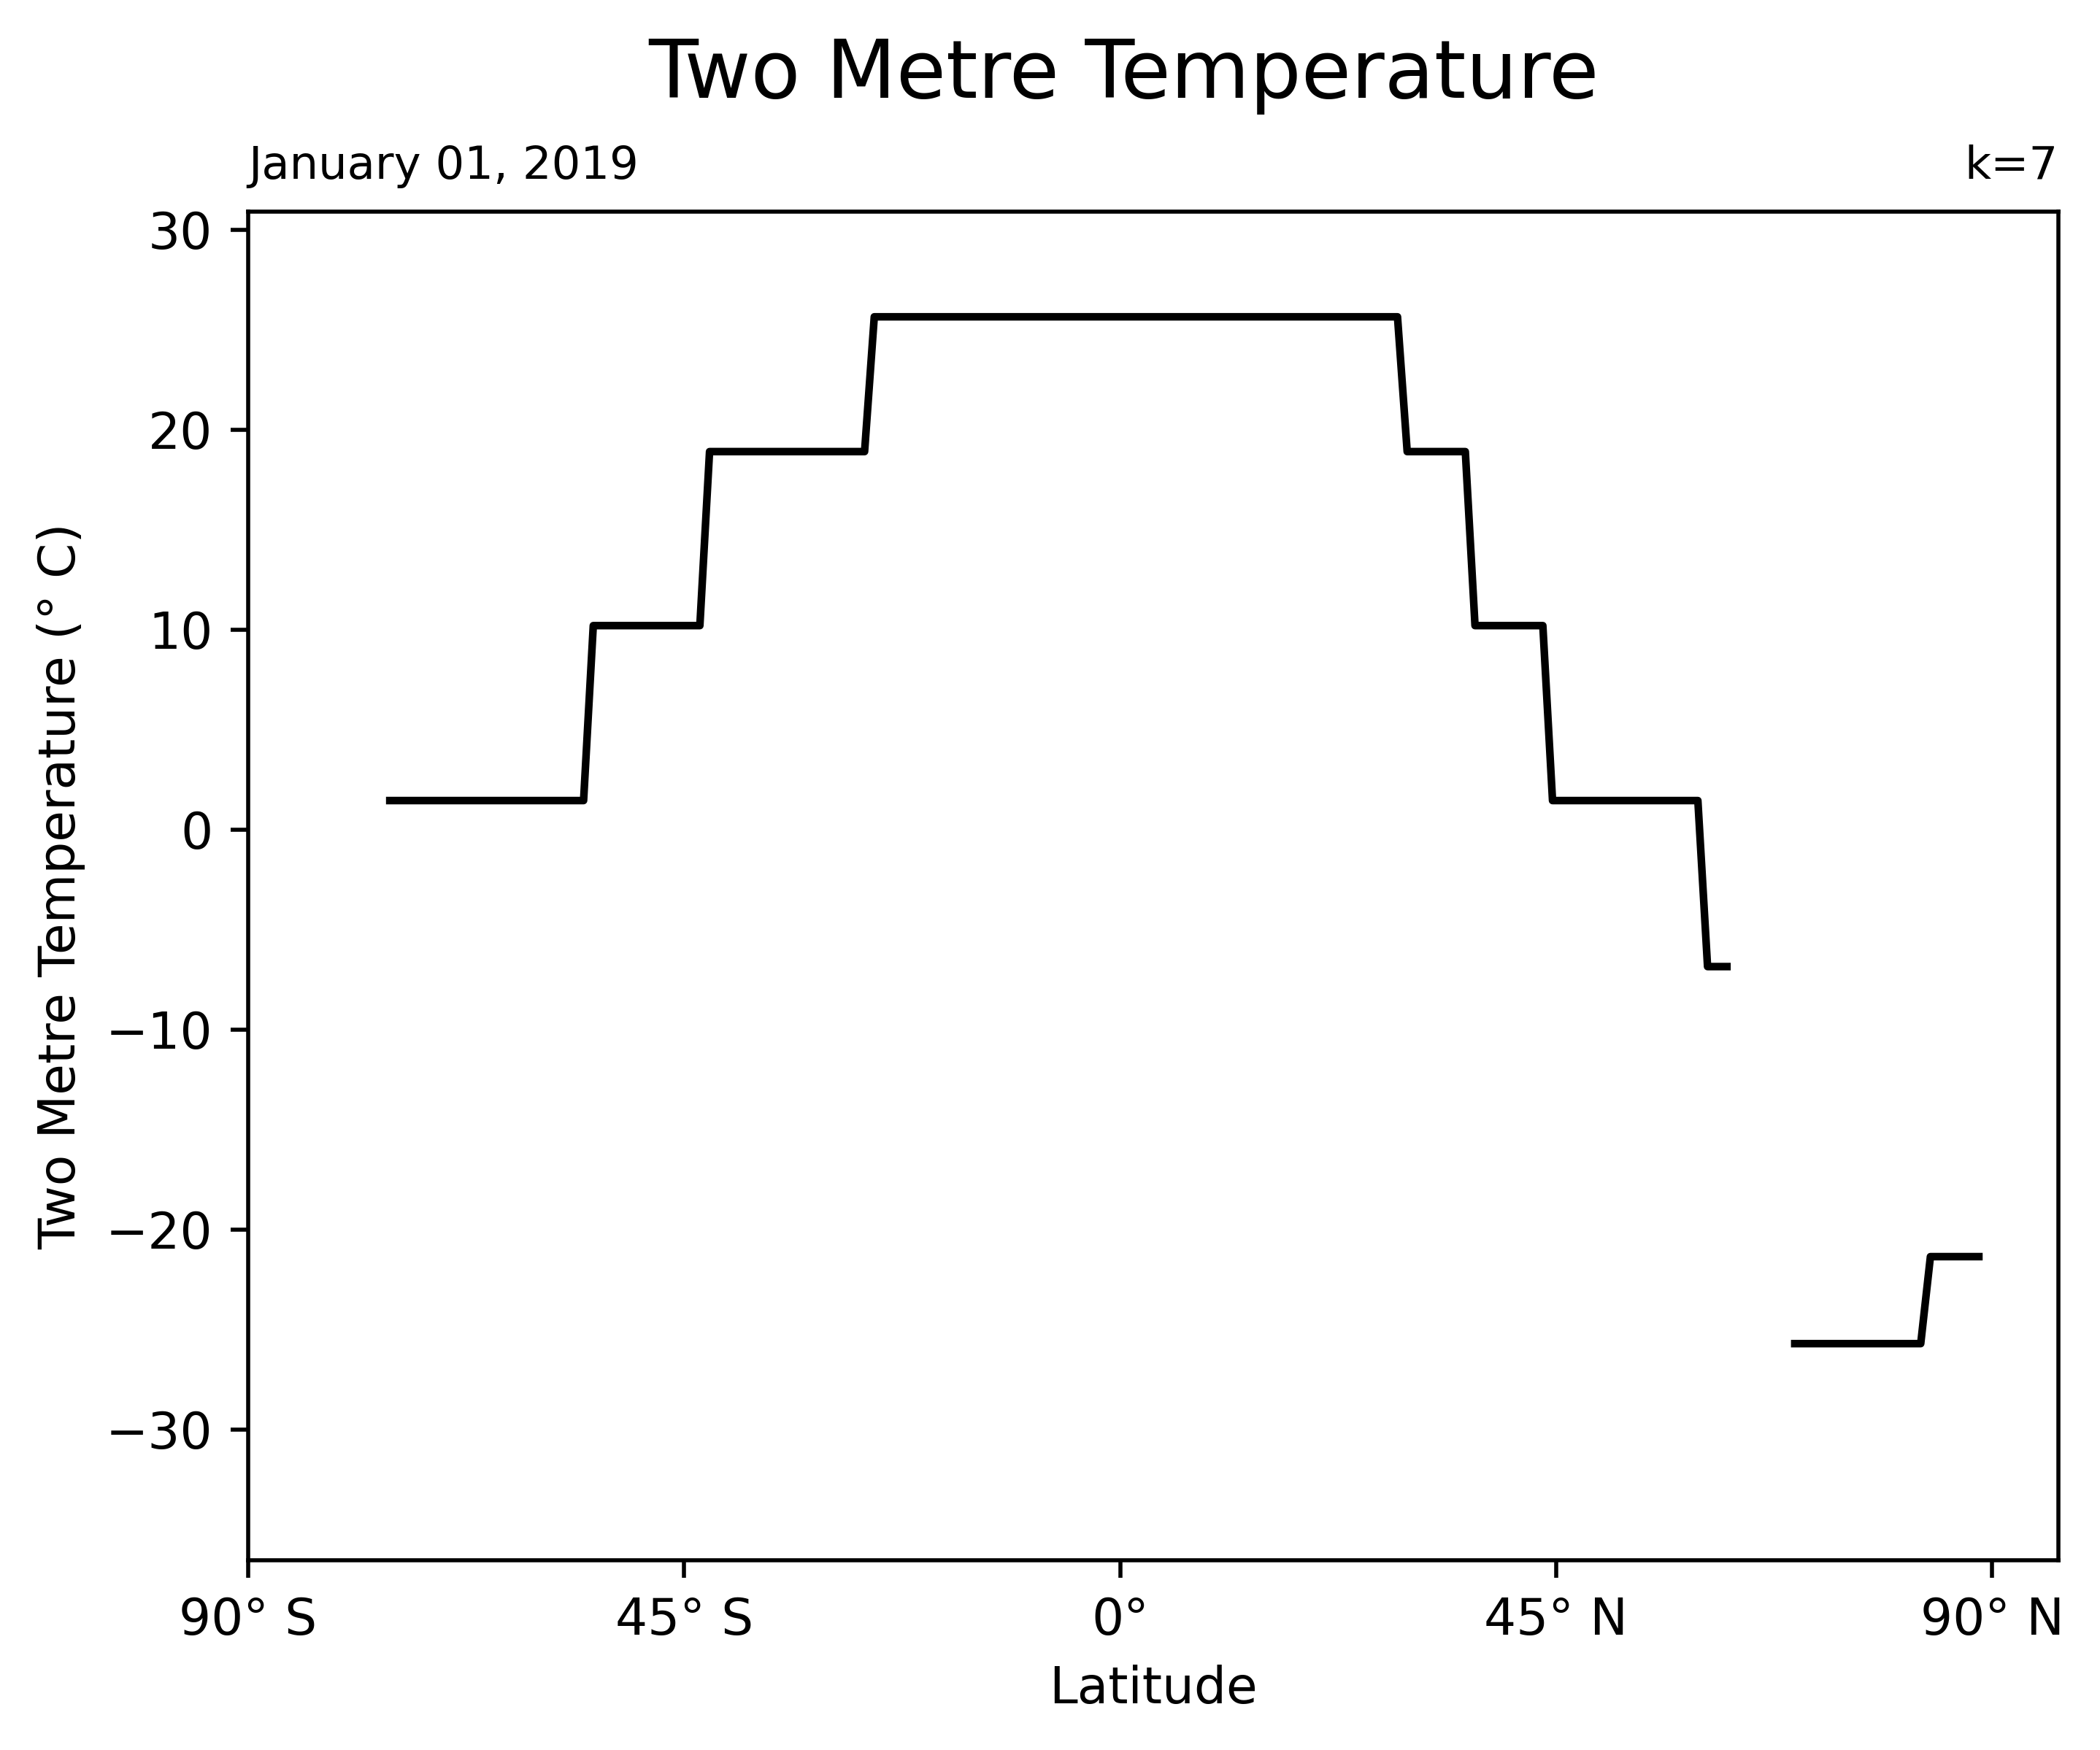 Two Metre Temperature
January 01, 2019
k=7
30
20
10
0
−10
−20
−30
Two Metre Temperature (° C)
90° S
45° S
0°
45° N
90° N
Latitude